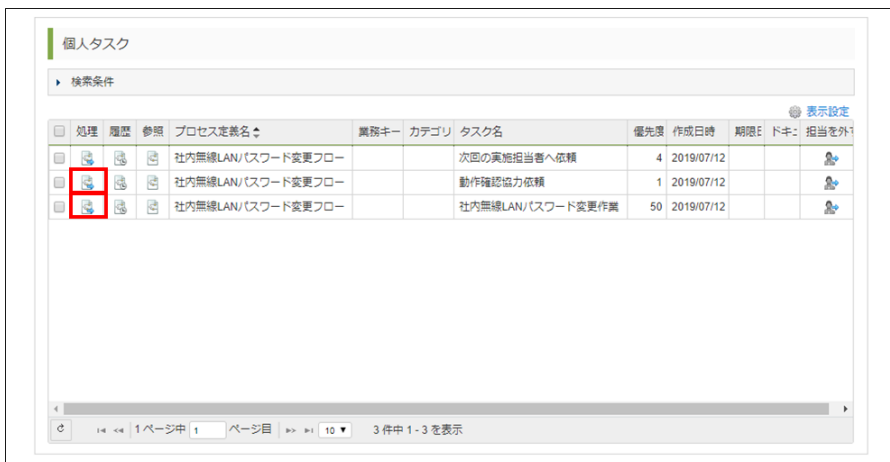 個人タスク
検索条件
表示設定
処理 履歴 参照 プロセス定義名 業務キー カテゴリ タスク名 優先度 作成日時 期限 ドキ 担当を外
社内無線LANパスワード変更フロー 次回の実施担当者へ依頼 4 2019/07/12
社内無線LANパスワード変更フロー 動作確認協力依頼 1 2019/07/12
社内無線LANパスワード変更フロー 社内無線LANパスワード変更作業 50 2019/07/12
1 ページ中 1 ページ目 10 3 件中 1 - 3 を表示